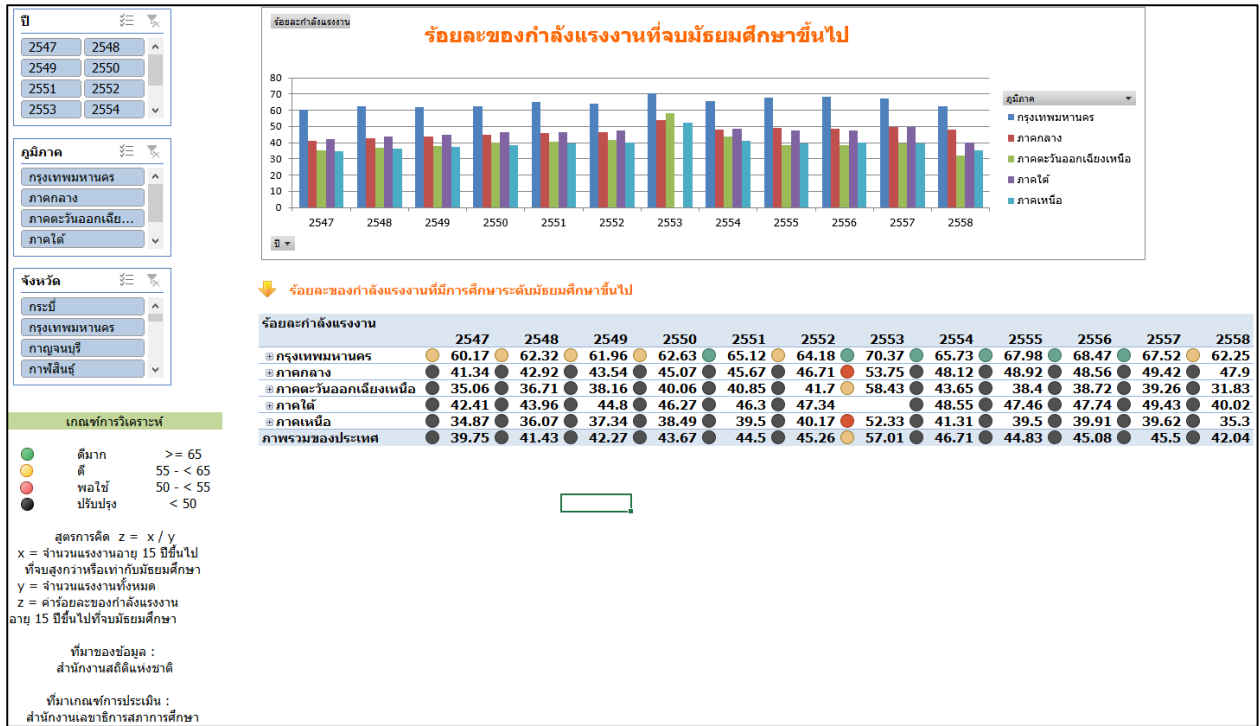 ปี
2547 2548
2549 2550
2551 2552
2553 2554
ภูมิภาค
กรุงเทพมหานคร
ภาคกลาง
ภาคตะวันออกเฉีย...
ภาคใต้
จังหวัด
กระบี่
กรุงเทพมหานคร
กาญจนบุรี
กาฬสินธุ์
เกณฑ์การวิเคราะห์
ดีมาก >= 65
ดี 55 - < 65
พอใช้ 50 - < 55
ปรับปรุง < 50
สูตรการคิด z = x / y
x = จำนวนแรงงานอายุ 15 ปีขึ้นไป
ที่จบสูงกว่าหรือเท่ากับมัธยมศึกษา
y = จำนวนแรงงานทั้งหมด
z = ค่าร้อยละของกำลังแรงงาน
อายุ 15 ปีขึ้นไปที่จบมัธยมศึกษา
ที่มาของข้อมูล :
สำนักงานสถิติแห่งชาติ
ที่มาเกณฑ์การประเมิน :
สำนักงานเลขาธิการสภาการศึกษา
ร้อยละกำลังแรงงาน
ร้อยละของกำลังแรงงานที่จบมัธยมศึกษาขึ้นไป
80
70
60
50
40
30
20
10
0
2547 2548 2549 2550 2551 2552 2553 2554 2555 2556 2557 2558
ปี
ภูมิภาค
กรุงเทพมหานคร
ภาคกลาง
ภาคตะวันออกเฉียงเหนือ
ภาคใต้
ภาคเหนือ
ร้อยละของกำลังแรงงานที่มีการศึกษาระดับมัธยมศึกษาขึ้นไป
ร้อยละกำลังแรงงาน
2547 2548 2549 2550 2551 2552 2553 2554 2555 2556 2557 2558
กรุงเทพมหานคร 60.17 62.32 61.96 62.63 65.12 64.18 70.37 65.73 67.98 68.47 67.52 62.25
ภาคกลาง 41.34 42.92 43.54 45.07 45.67 46.71 53.75 48.12 48.92 48.56 49.42 47.9
ภาคตะวันออกเฉียงเหนือ 35.06 36.71 38.16 40.06 40.85 41.7 58.43 43.65 38.4 38.72 39.26 31.83
ภาคใต้ 42.41 43.96 44.8 46.27 46.3 47.34 48.55 47.46 47.74 49.43 40.02
ภาคเหนือ 34.87 36.07 37.34 38.49 39.5 40.17 52.33 41.31 39.5 39.91 39.62 35.3
ภาพรวมของประเทศ 39.75 41.43 42.27 43.67 44.5 45.26 57.01 46.71 44.83 45.08 45.5 42.04